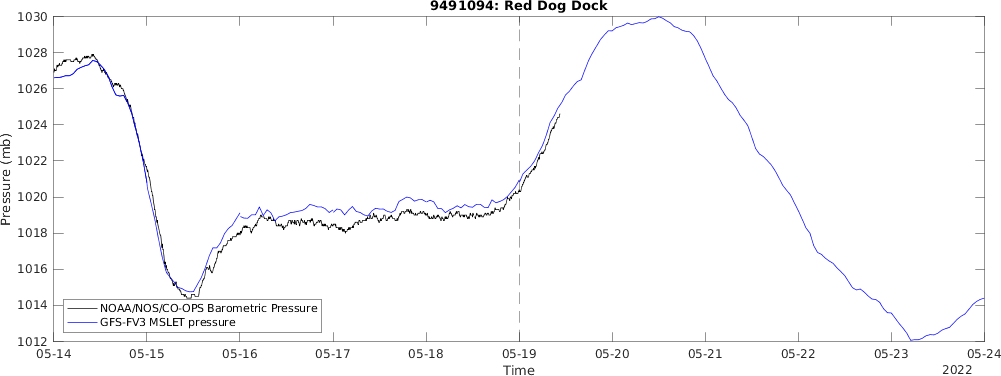 9491094: Red Dog Dock
Pressure (mb)
1030
1028
1026
1024
1022
1020
1018
1016
1014
1012
NOAA/NOS/CO-OPS Barometric Pressure
GFS-FV3 MSLET pressure
05-14 05-15 05-16 05-17 05-18 05-19 05-20 05-21 05-22 05-23 05-24
Time
2022